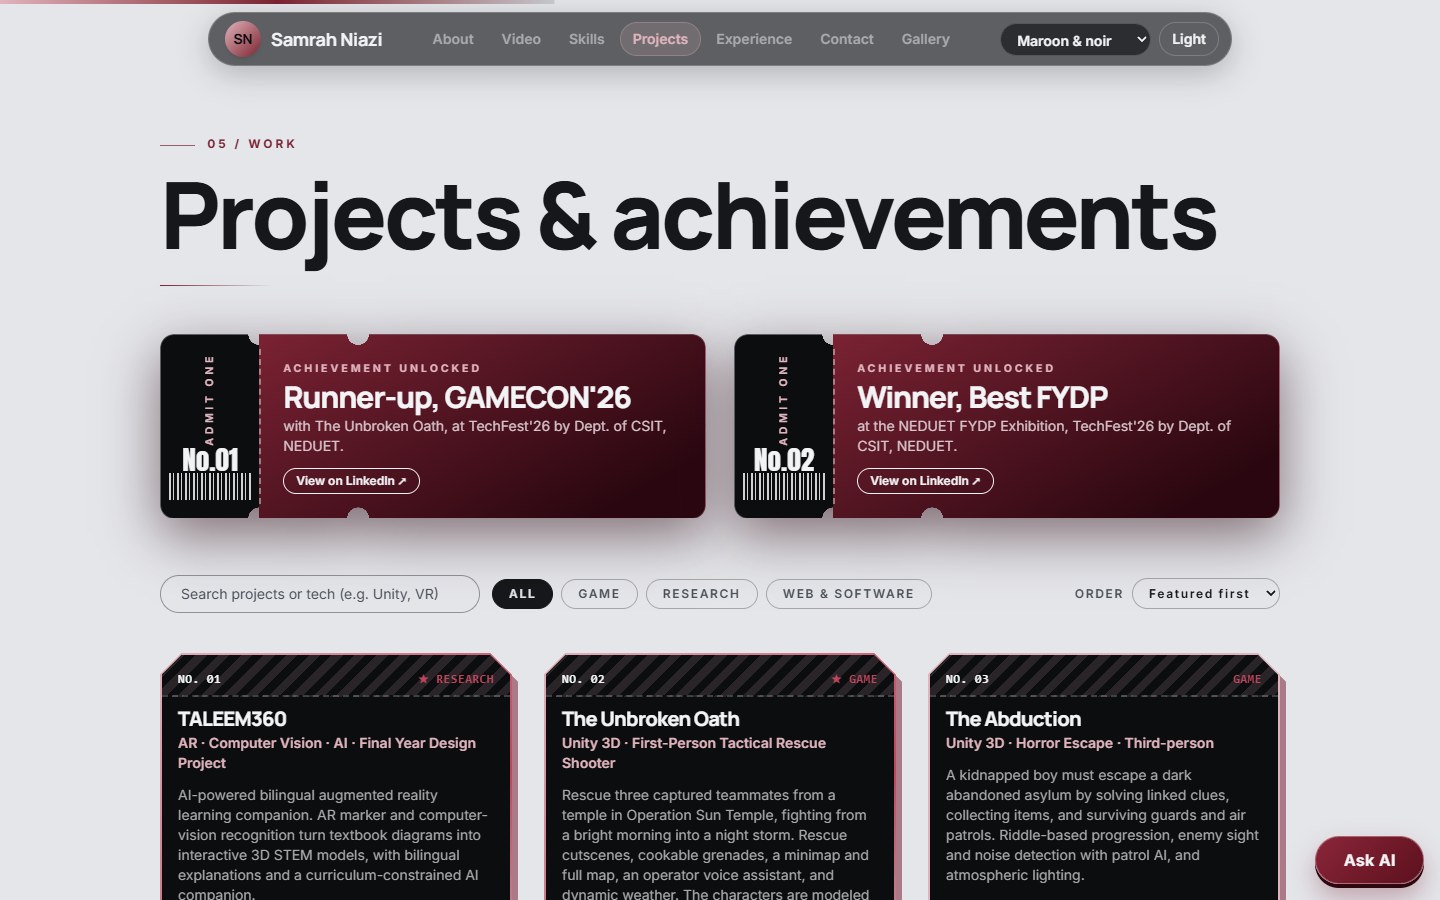 SN Samrah Niazi About Video Skills Projects Experience Contact Gallery Maroon & noir Light
05 / WORK
Projects & achievements
ADMIT ONE
No.01
ACHIEVEMENT UNLOCKED
Runner-up, GAMECON'26
with The Unbroken Oath, at TechFest'26 by Dept. of CSIT,
NEDUET.
View on LinkedIn ↗
ADMIT ONE
No.02
ACHIEVEMENT UNLOCKED
Winner, Best FYDP
at the NEDUET FYDP Exhibition, TechFest'26 by Dept. of
CSIT, NEDUET.
View on LinkedIn ↗
Search projects or tech (e.g. Unity, VR) ALL GAME RESEARCH WEB & SOFTWARE ORDER Featured first
NO. 01 ★ RESEARCH
TALEEM360
AR · Computer Vision · AI · Final Year Design
Project
AI-powered bilingual augmented reality
learning companion. AR marker and computer-
vision recognition turn textbook diagrams into
interactive 3D STEM models, with bilingual
explanations and a curriculum-constrained AI
companion.
NO. 02 ★ GAME
The Unbroken Oath
Unity 3D · First-Person Tactical Rescue
Shooter
Rescue three captured teammates from a
temple in Operation Sun Temple, fighting from
a bright morning into a night storm. Rescue
cutscenes, cookable grenades, a minimap and
full map, an operator voice assistant, and
dynamic weather. The characters are modeled
NO. 03 GAME
The Abduction
Unity 3D · Horror Escape · Third-person
A kidnapped boy must escape a dark
abandoned asylum by solving linked clues,
collecting items, and surviving guards and air
patrols. Riddle-based progression, enemy sight
and noise detection with patrol AI, and
atmospheric lighting.
Ask AI